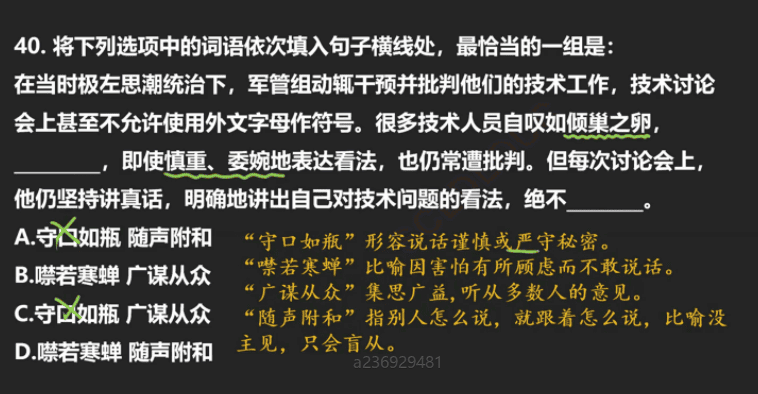 40. 将下列选项中的词语依次填入句子横线处，最恰当的一组是：
在当时极左思潮统治下，军管组动辄干预并批判他们的技术工作，技术讨论
会上甚至不允许使用外文字母作符号。很多技术人员自叹如倾巢之卵，
________，即使慎重、委婉地表达看法，也仍常遭批判。但每次讨论会上，
他仍坚持讲真话，明确地讲出自己对技术问题的看法，绝不________。
A.守口如瓶 随声附和
B.噤若寒蝉 广谋从众
C.守口如瓶 广谋从众
D.噤若寒蝉 随声附和
“守口如瓶”形容说话谨慎或严守秘密。
“噤若寒蝉”比喻因害怕有所顾虑而不敢说话。
“广谋从众”集思广益,听从多数人的意见。
“随声附和”指别人怎么说，就跟着怎么说，比喻没
主见，只会盲从。
a236929481